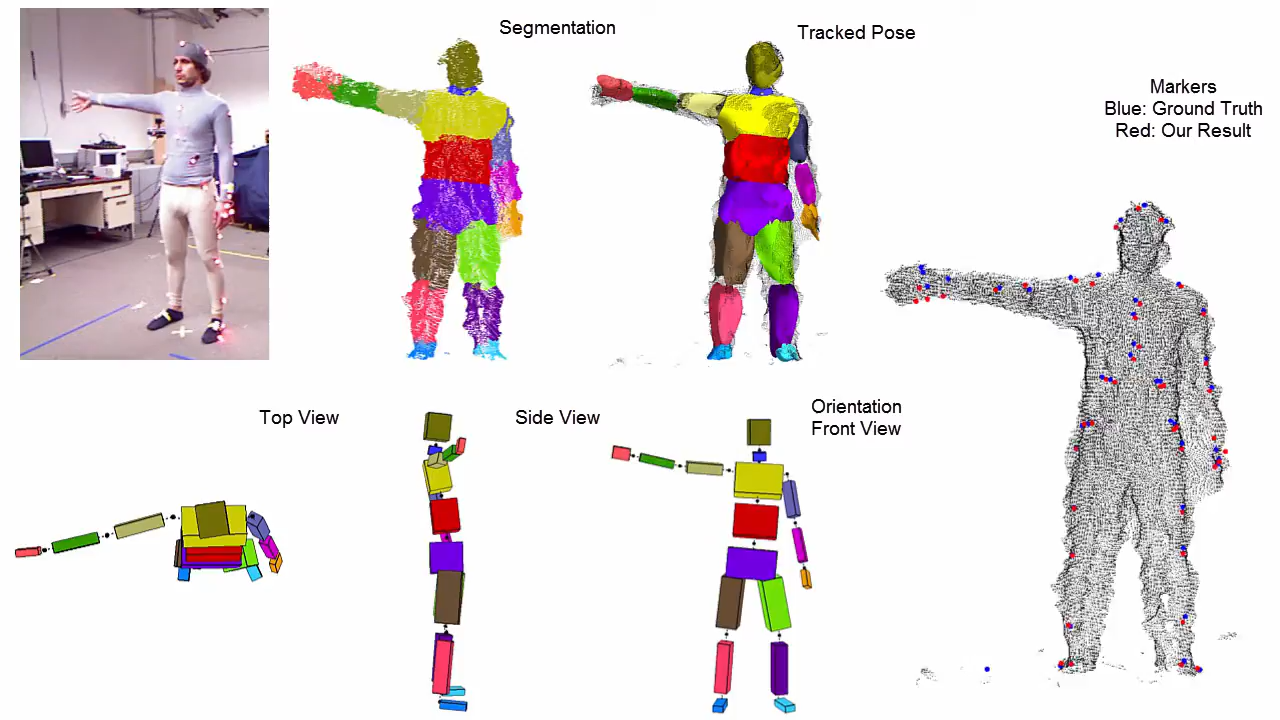 Segmentation
Tracked Pose
Markers
Blue: Ground Truth
Red: Our Result
Top View
Side View
Orientation
Front View